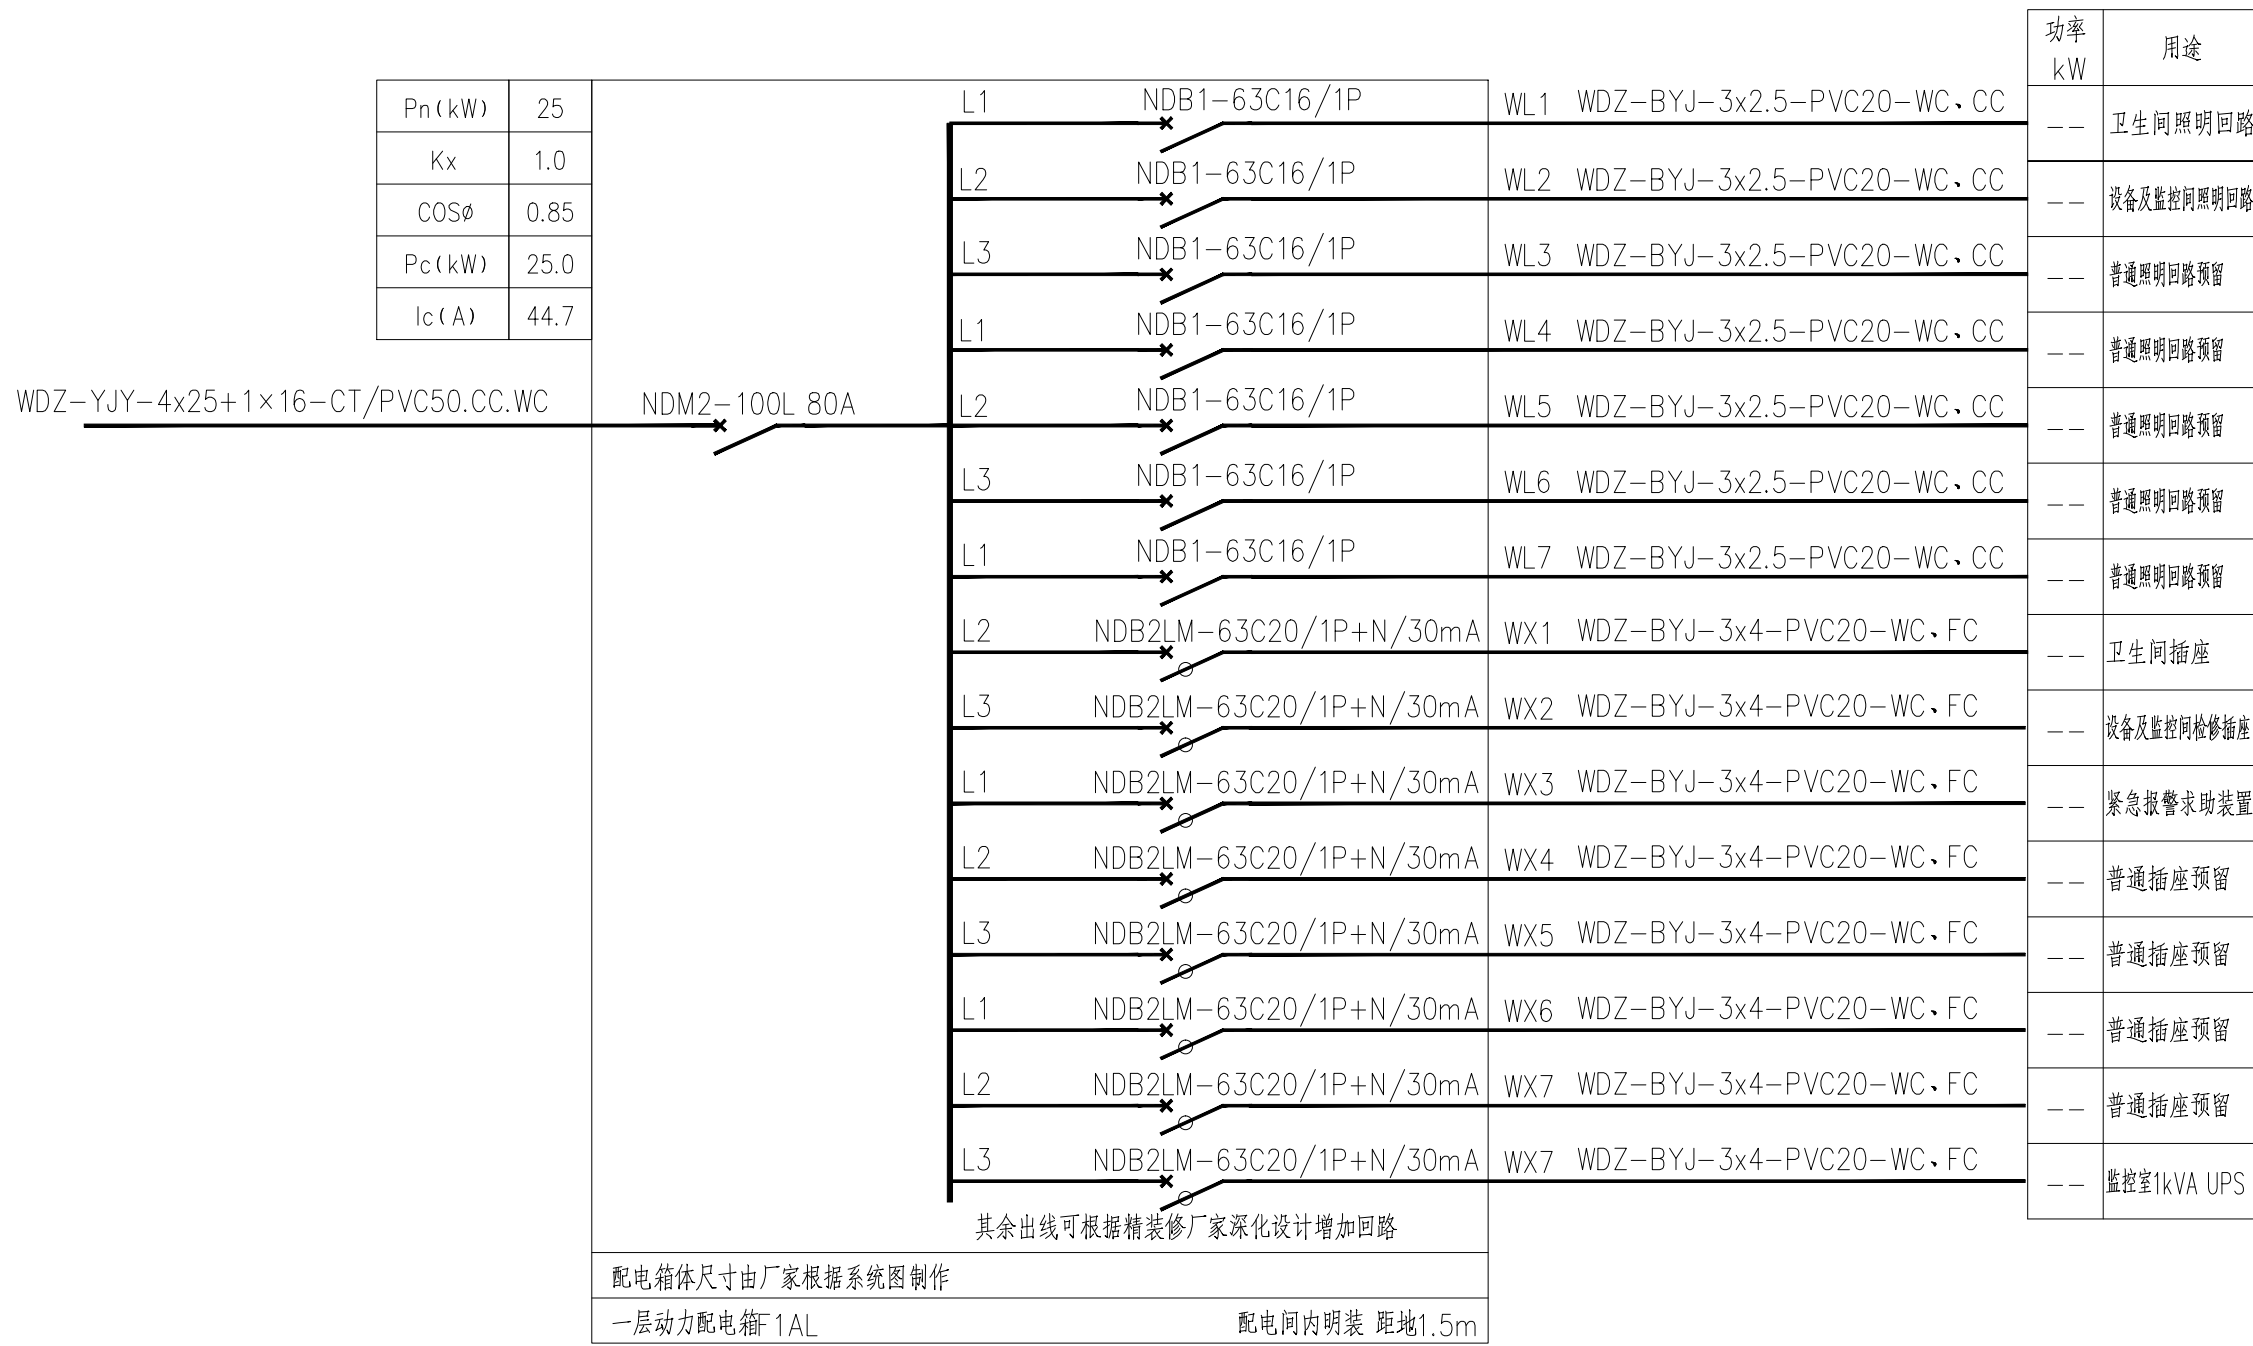 功率
kW
用途
Pn(kW) 25
Kx 1.0
COSø 0.85
Pc(kW) 25.0
Ic(A) 44.7
WDZ-YJY-4x25+1×16-CT/PVC50.CC.WC
NDM2-100L 80A
L1 NDB1-63C16/1P WL1 WDZ-BYJ-3x2.5-PVC20-WC、CC -- 卫生间照明回路
L2 NDB1-63C16/1P WL2 WDZ-BYJ-3x2.5-PVC20-WC、CC -- 设备及监控间照明回路
L3 NDB1-63C16/1P WL3 WDZ-BYJ-3x2.5-PVC20-WC、CC -- 普通照明回路预留
L1 NDB1-63C16/1P WL4 WDZ-BYJ-3x2.5-PVC20-WC、CC -- 普通照明回路预留
L2 NDB1-63C16/1P WL5 WDZ-BYJ-3x2.5-PVC20-WC、CC -- 普通照明回路预留
L3 NDB1-63C16/1P WL6 WDZ-BYJ-3x2.5-PVC20-WC、CC -- 普通照明回路预留
L1 NDB1-63C16/1P WL7 WDZ-BYJ-3x2.5-PVC20-WC、CC -- 普通照明回路预留
L2 NDB2LM-63C20/1P+N/30mA WX1 WDZ-BYJ-3x4-PVC20-WC、FC -- 卫生间插座
L3 NDB2LM-63C20/1P+N/30mA WX2 WDZ-BYJ-3x4-PVC20-WC、FC -- 设备及监控间检修插座
L1 NDB2LM-63C20/1P+N/30mA WX3 WDZ-BYJ-3x4-PVC20-WC、FC -- 紧急报警求助装置
L2 NDB2LM-63C20/1P+N/30mA WX4 WDZ-BYJ-3x4-PVC20-WC、FC -- 普通插座预留
L3 NDB2LM-63C20/1P+N/30mA WX5 WDZ-BYJ-3x4-PVC20-WC、FC -- 普通插座预留
L1 NDB2LM-63C20/1P+N/30mA WX6 WDZ-BYJ-3x4-PVC20-WC、FC -- 普通插座预留
L2 NDB2LM-63C20/1P+N/30mA WX7 WDZ-BYJ-3x4-PVC20-WC、FC -- 普通插座预留
L3 NDB2LM-63C20/1P+N/30mA WX7 WDZ-BYJ-3x4-PVC20-WC、FC -- 监控室1kVA UPS
其余出线可根据精装修厂家深化设计增加回路
配电箱体尺寸由厂家根据系统图制作
一层动力配电箱F1AL 配电间内明装 距地1.5m